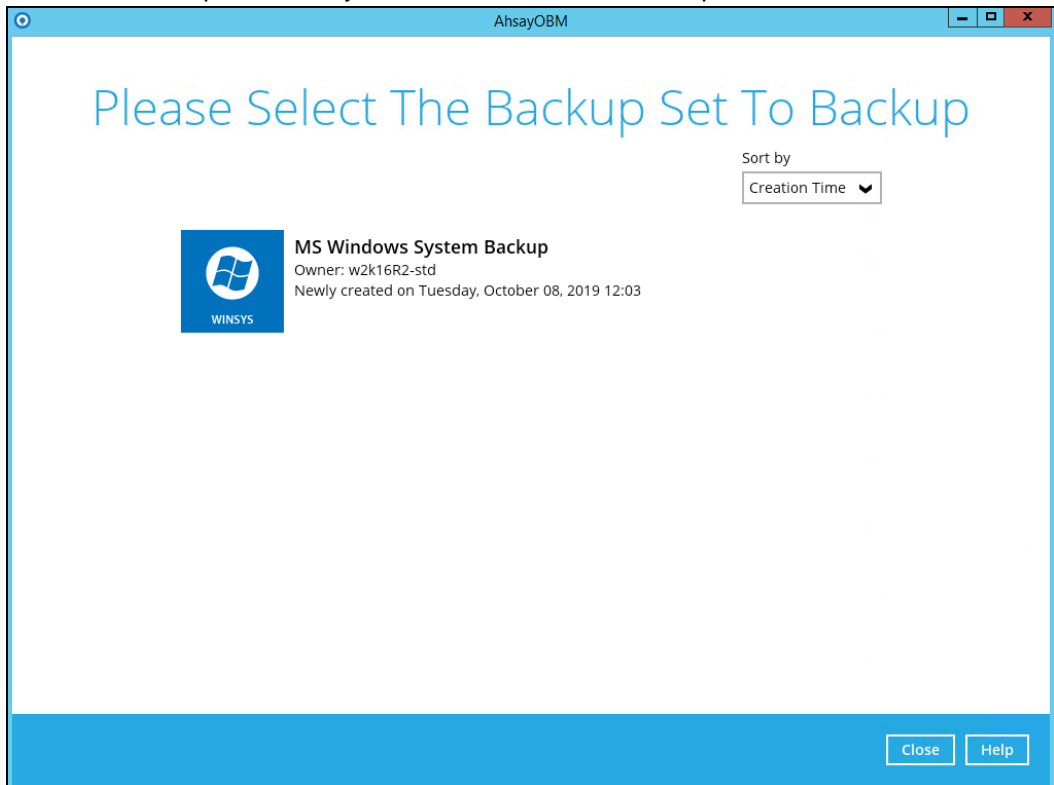 AhsayOBM
Please Select The Backup Set To Backup
Sort by
Creation Time
MS Windows System Backup
Owner: w2k16R2-std
Newly created on Tuesday, October 08, 2019 12:03
WINSYS
Close Help